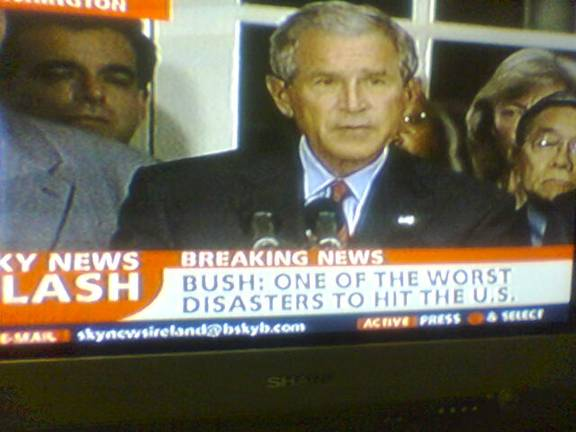 SHINGTON
KY NEWS
LASH
BREAKING NEWS
BUSH: ONE OF THE WORST
DISASTERS TO HIT THE U.S.
E-MAIL skynewsireland@bskyb.com
ACTIVE PRESS & SELECT
SHARP